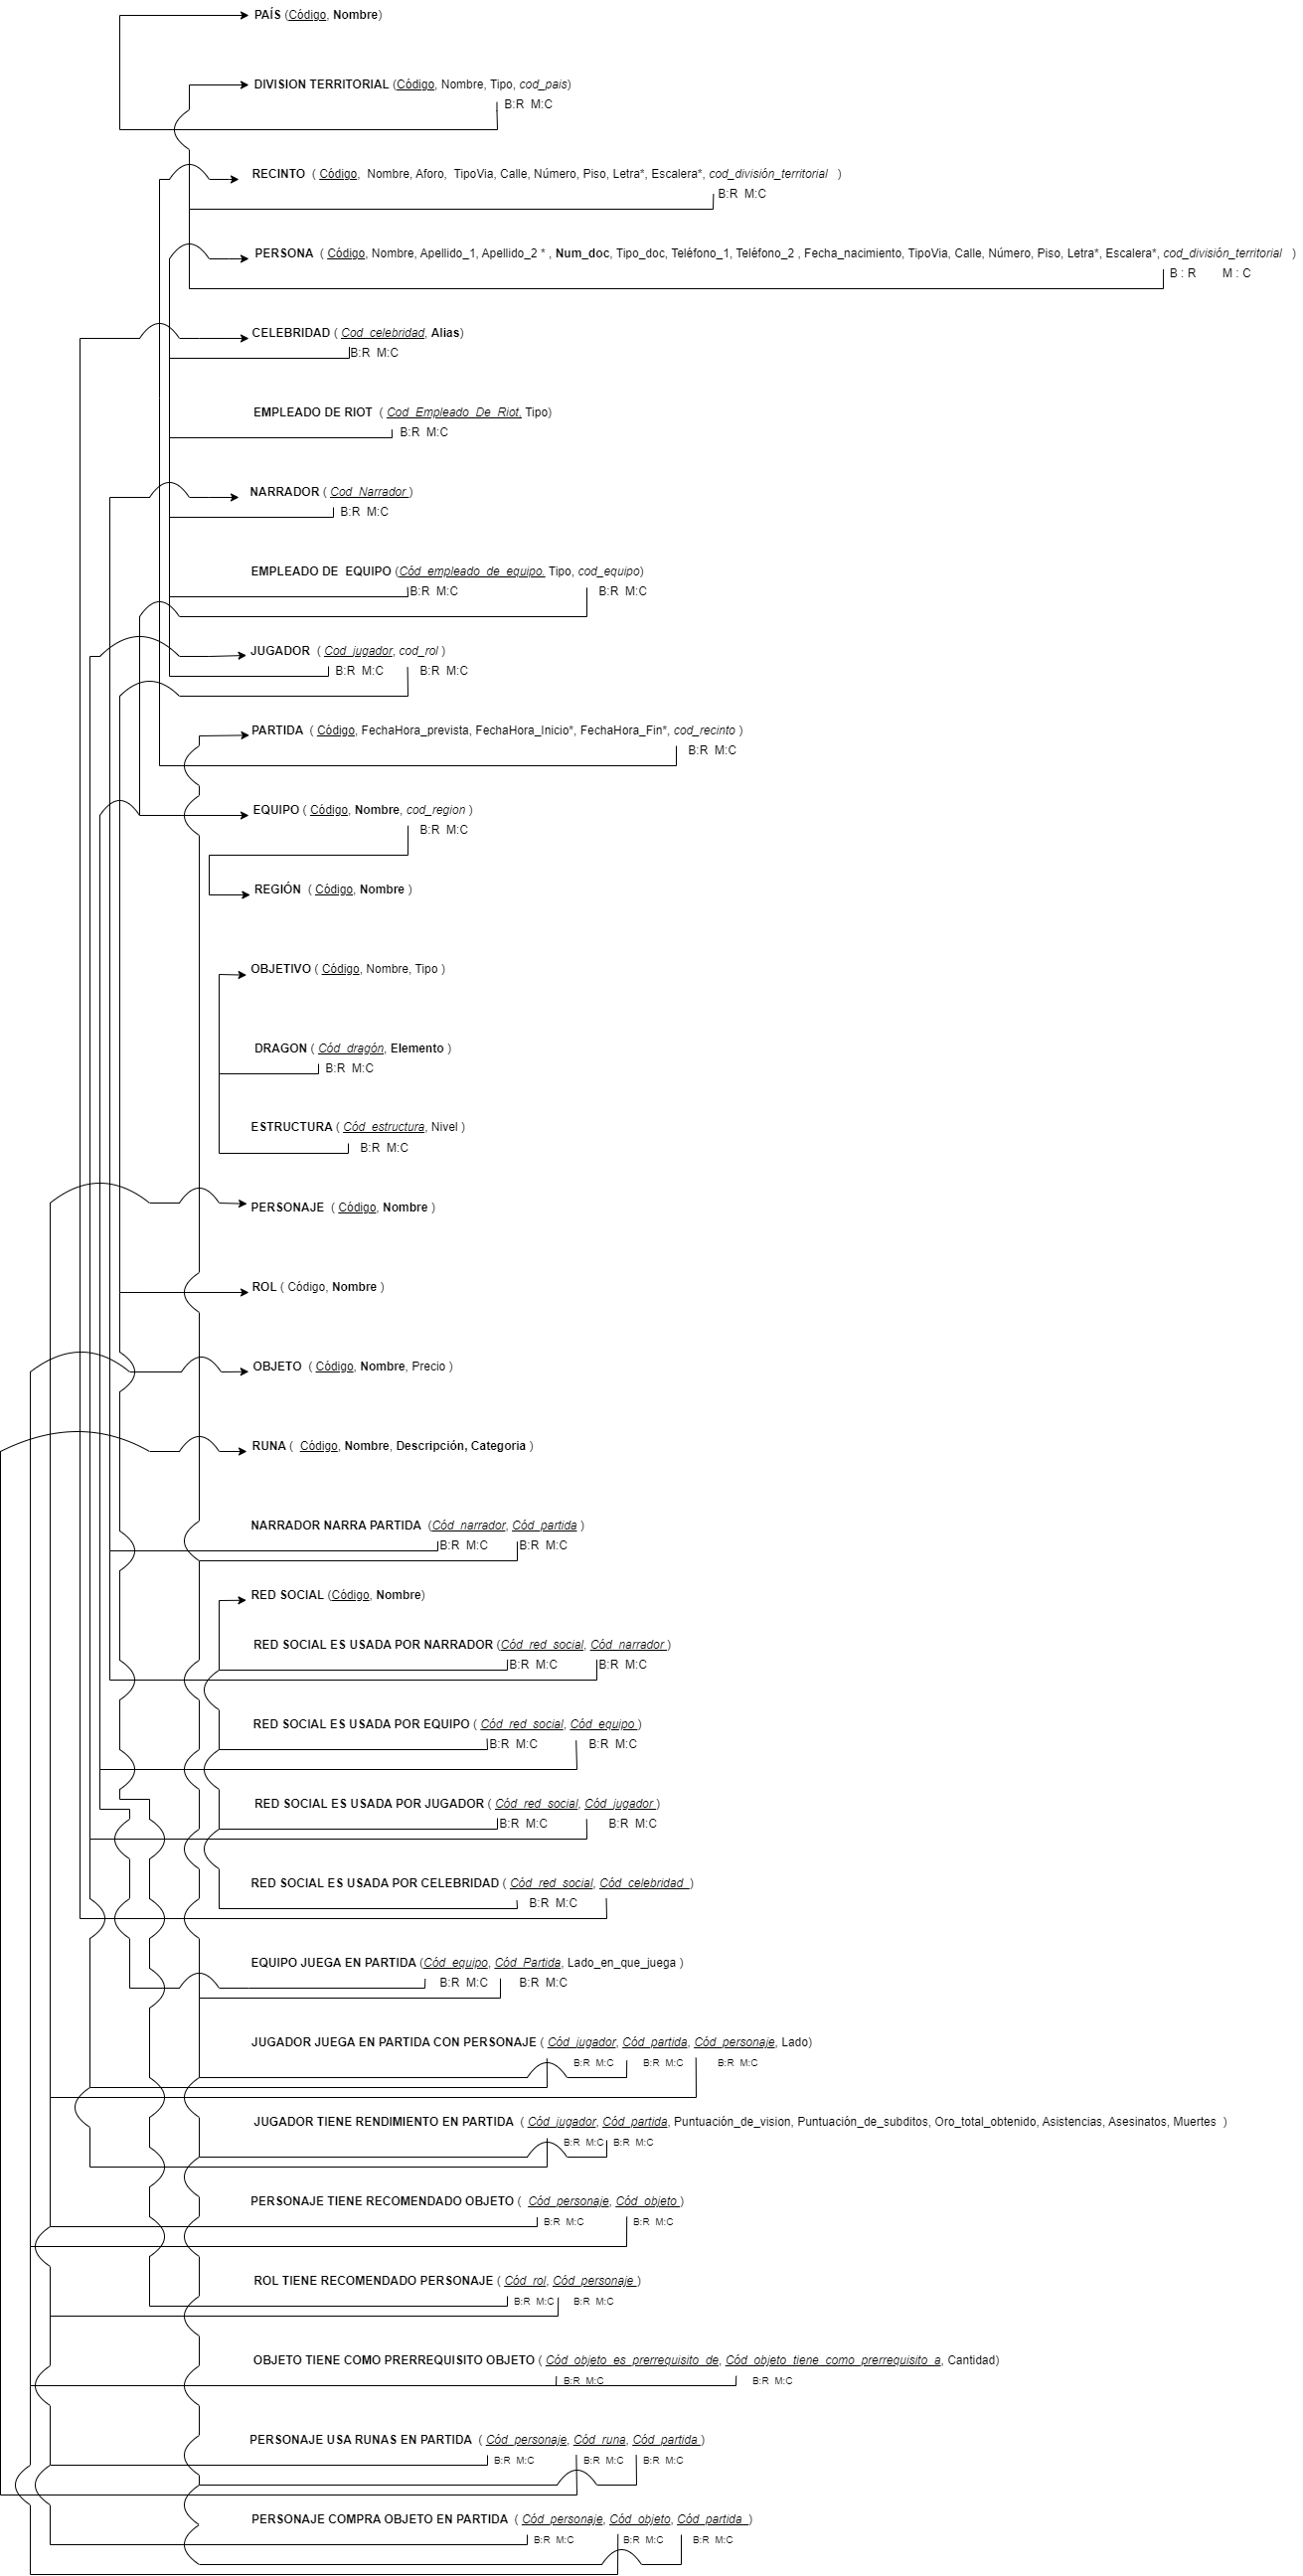 PAÍS (Código, Nombre)
DIVISION TERRITORIAL (Código, Nombre, Tipo, cod_pais)
B:R M:C
RECINTO ( Código, Nombre, Aforo, TipoVia, Calle, Número, Piso, Letra*, Escalera*, cod_división_territorial )
B:R M:C
PERSONA ( Código, Nombre, Apellido_1, Apellido_2 * , Num_doc, Tipo_doc, Teléfono_1, Teléfono_2 , Fecha_nacimiento, TipoVia, Calle, Número, Piso, Letra*, Escalera*, cod_división_territorial )
B : R M : C
CELEBRIDAD ( Cod_celebridad, Alias)
B:R M:C
EMPLEADO DE RIOT ( Cod_Empleado_De_Riot, Tipo)
B:R M:C
NARRADOR ( Cod_Narrador )
B:R M:C
EMPLEADO DE EQUIPO (Cód_empleado_de_equipo. Tipo, cod_equipo)
B:R M:C B:R M:C
JUGADOR ( Cod_jugador, cod_rol )
B:R M:C B:R M:C
PARTIDA ( Código, FechaHora_prevista, FechaHora_Inicio*, FechaHora_Fin*, cod_recinto )
B:R M:C
EQUIPO ( Código, Nombre, cod_region )
B:R M:C
REGIÓN ( Código, Nombre )
OBJETIVO ( Código, Nombre, Tipo )
DRAGON ( Cód_dragón, Elemento )
B:R M:C
ESTRUCTURA ( Cód_estructura, Nivel )
B:R M:C
PERSONAJE ( Código, Nombre )
ROL ( Código, Nombre )
OBJETO ( Código, Nombre, Precio )
RUNA ( Código, Nombre, Descripción, Categoria )
NARRADOR NARRA PARTIDA (Cód_narrador, Cód_partida )
B:R M:C B:R M:C
RED SOCIAL (Código, Nombre)
RED SOCIAL ES USADA POR NARRADOR (Cód_red_social, Cód_narrador )
B:R M:C B:R M:C
RED SOCIAL ES USADA POR EQUIPO ( Cód_red_social, Cód_equipo )
B:R M:C B:R M:C
RED SOCIAL ES USADA POR JUGADOR ( Cód_red_social, Cód_jugador )
B:R M:C B:R M:C
RED SOCIAL ES USADA POR CELEBRIDAD ( Cód_red_social, Cód_celebridad )
B:R M:C
EQUIPO JUEGA EN PARTIDA (Cód_equipo, Cód_Partida, Lado_en_que_juega )
B:R M:C B:R M:C
JUGADOR JUEGA EN PARTIDA CON PERSONAJE ( Cód_jugador, Cód_partida, Cód_personaje, Lado)
B:R M:C B:R M:C B:R M:C
JUGADOR TIENE RENDIMIENTO EN PARTIDA ( Cód_jugador, Cód_partida, Puntuación_de_vision, Puntuación_de_subditos, Oro_total_obtenido, Asistencias, Asesinatos, Muertes )
B:R M:C B:R M:C
PERSONAJE TIENE RECOMENDADO OBJETO ( Cód_personaje, Cód_objeto )
B:R M:C B:R M:C
ROL TIENE RECOMENDADO PERSONAJE ( Cód_rol, Cód_personaje )
B:R M:C B:R M:C
OBJETO TIENE COMO PRERREQUISITO OBJETO ( Cód_objeto_es_prerrequisito_de, Cód_objeto_tiene_como_prerrequisito_a, Cantidad)
B:R M:C B:R M:C
PERSONAJE USA RUNAS EN PARTIDA ( Cód_personaje, Cód_runa, Cód_partida )
B:R M:C B:R M:C B:R M:C
PERSONAJE COMPRA OBJETO EN PARTIDA ( Cód_personaje, Cód_objeto, Cód_partida )
B:R M:C B:R M:C B:R M:C